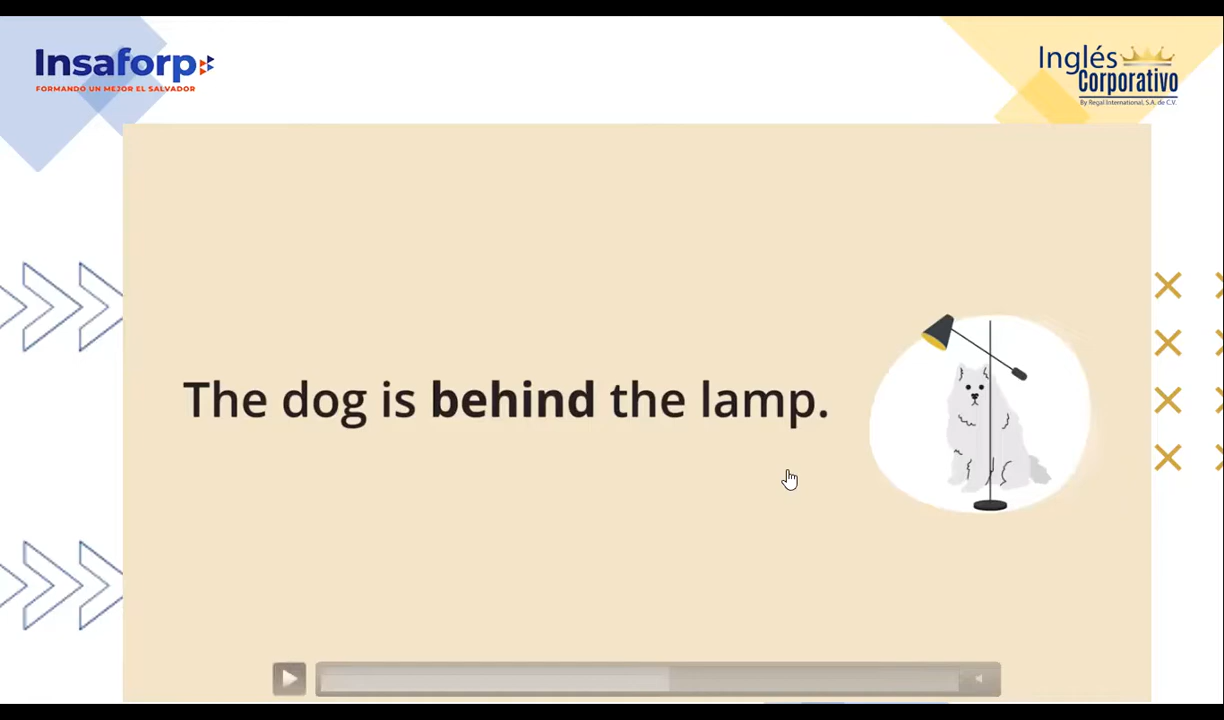 Insaforp
FORMANDO UN MEJOR EL SALVADOR
Inglés
Corporativo
By Regal International, S.A. de C.V.
The dog is behind the lamp.